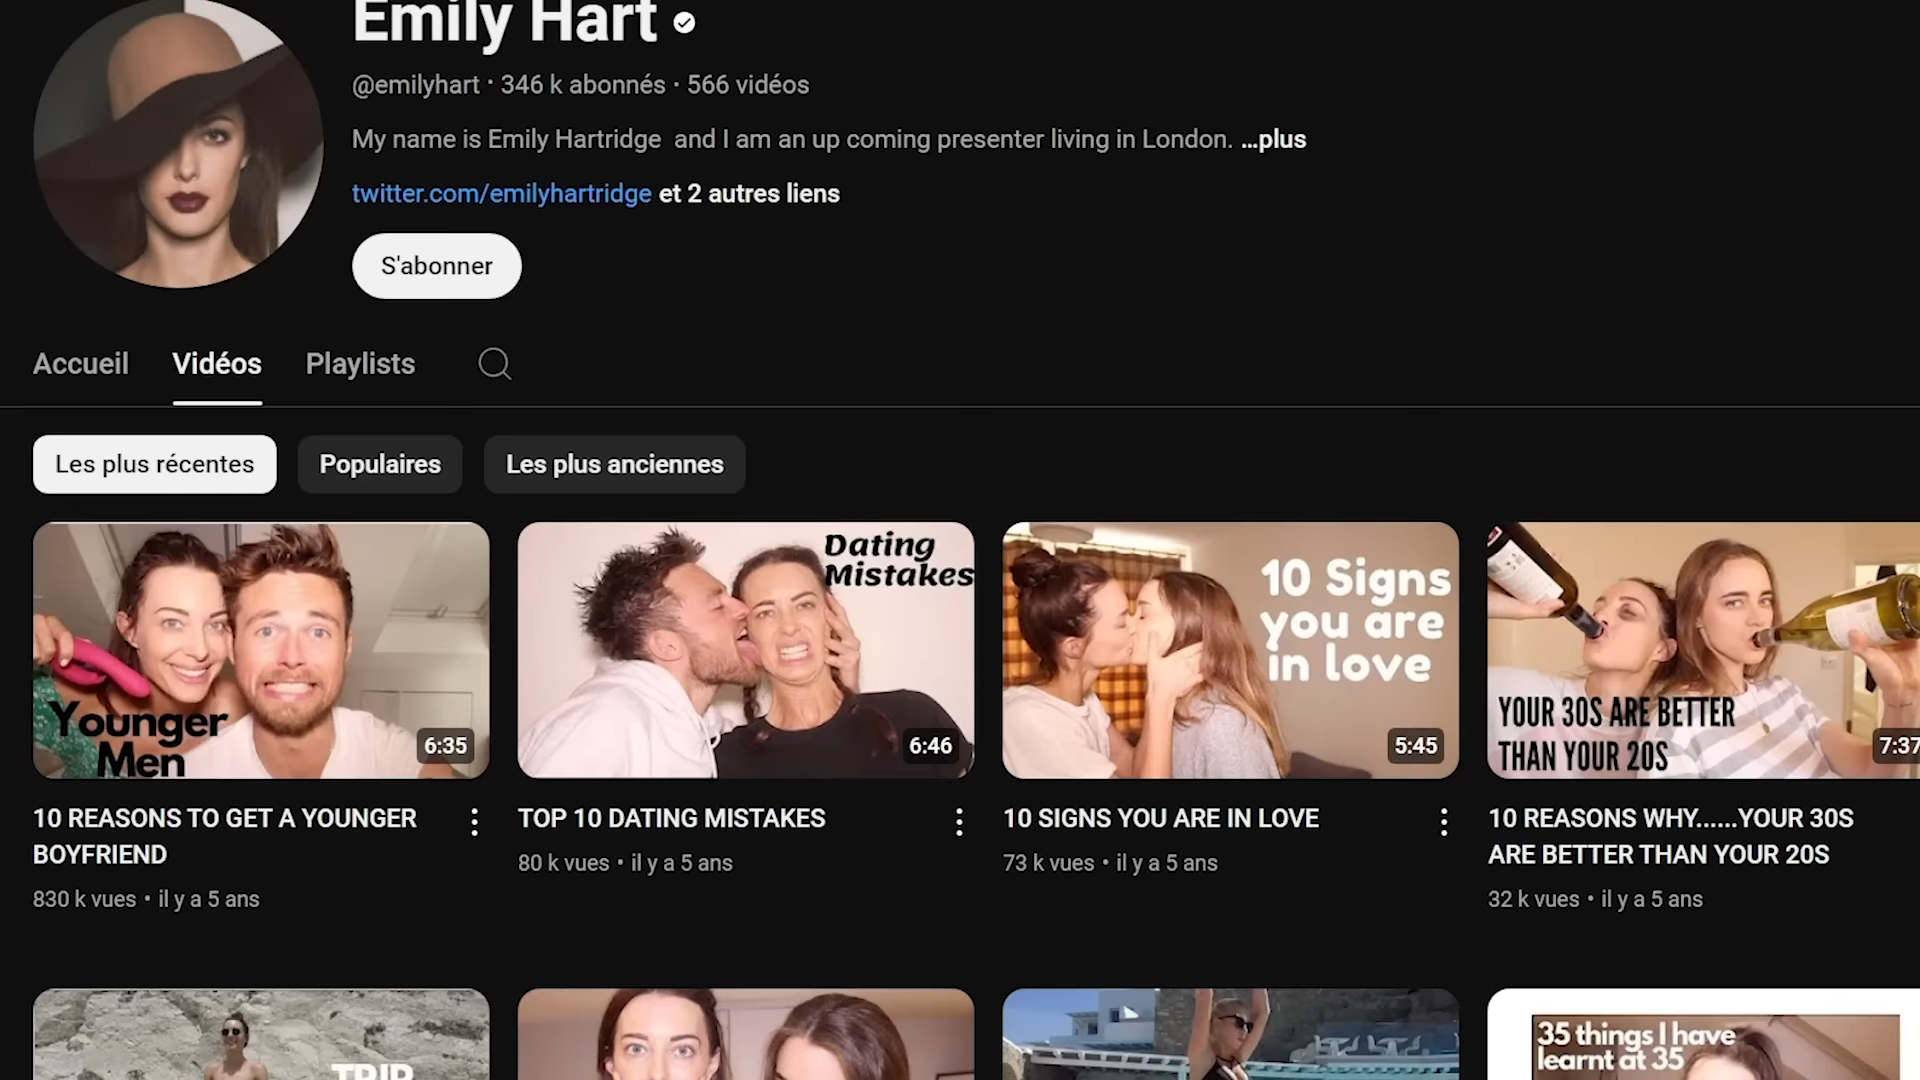 Emily Hart
@emilyhart · 346 k abonnés · 566 vidéos
My name is Emily Hartridge  and I am an up coming presenter living in London. ...plus
twitter.com/emilyhartridge et 2 autres liens
S'abonner
Accueil Vidéos Playlists
Les plus récentes Populaires Les plus anciennes
Younger
Men
6:35
Dating
Mistakes
6:46
10 Signs
you are
in love
5:45
YOUR 30S ARE BETTER
THAN YOUR 20S
7:37
10 REASONS TO GET A YOUNGER
BOYFRIEND
830 k vues • il y a 5 ans
TOP 10 DATING MISTAKES
80 k vues • il y a 5 ans
10 SIGNS YOU ARE IN LOVE
73 k vues • il y a 5 ans
10 REASONS WHY......YOUR 30S
ARE BETTER THAN YOUR 20S
32 k vues • il y a 5 ans
TRIP
35 things I have
learnt at 35